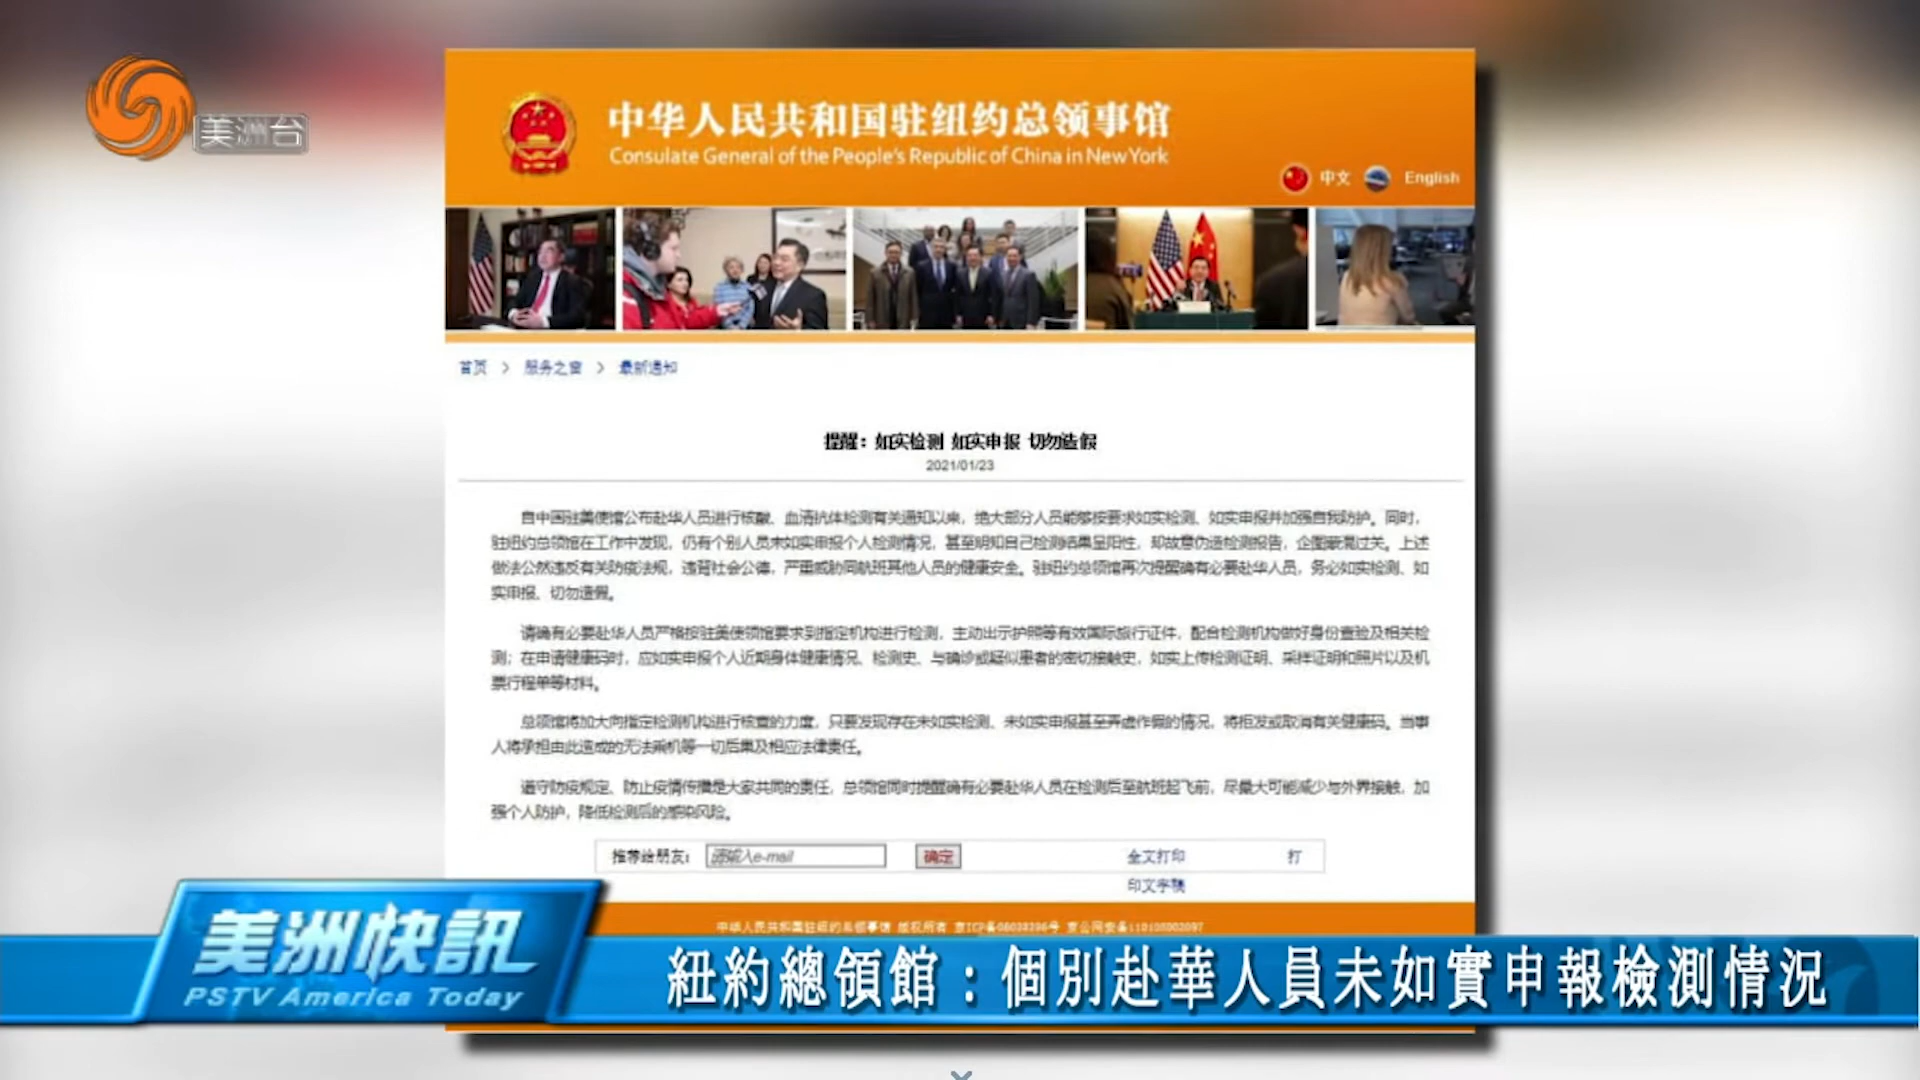 美洲台
中华人民共和国驻纽约总领事馆
Consulate General of the People's Republic of China in New York
中文 English
首页 > 服务之窗 > 最新通知
提醒：如实检测 如实申报 切勿造假
2021/01/23
自中国驻美使馆公布赴华人员进行核酸、血清抗体检测有关通知以来，绝大部分人员能够按要求如实检测、如实申报并加强自我防护。同时，
驻纽约总领馆在工作中发现，仍有个别人员未如实申报个人检测情况，甚至明知自己检测结果呈阳性，却故意伪造检测报告，企图蒙混过关。上述
做法公然违反有关防疫法规，违背社会公德，严重威胁同航班其他人员的健康安全。驻纽约总领馆再次提醒确有必要赴华人员，务必如实检测、如
实申报、切勿造假。
请确有必要赴华人员严格按驻美使领馆要求到指定机构进行检测，主动出示护照等有效国际旅行证件，配合检测机构做好身份查验及相关检
测；在申请健康码时，应如实申报个人近期身体健康情况、检测史、与确诊或疑似患者的密切接触史，如实上传检测证明、采样证明和照片以及机
票行程单等材料。
总领馆将加大向指定检测机构进行核查的力度，只要发现存在未如实检测、未如实申报甚至弄虚作假的情况，将拒发或取消有关健康码。当事
人将承担由此造成的无法乘机等一切后果及相应法律责任。
遵守防疫规定、防止疫情传播是大家共同的责任，总领馆同时提醒确有必要赴华人员在检测后至航班起飞前，尽最大可能减少与外界接触，加
强个人防护，降低检测后的感染风险。
推荐给朋友： 请输入e-mail 确定 全文打印 打
印文字稿
中华人民共和国驻纽约总领事馆 版权所有
美洲快訊
PSTV America Today
紐約總領館：個別赴華人員未如實申報檢測情況